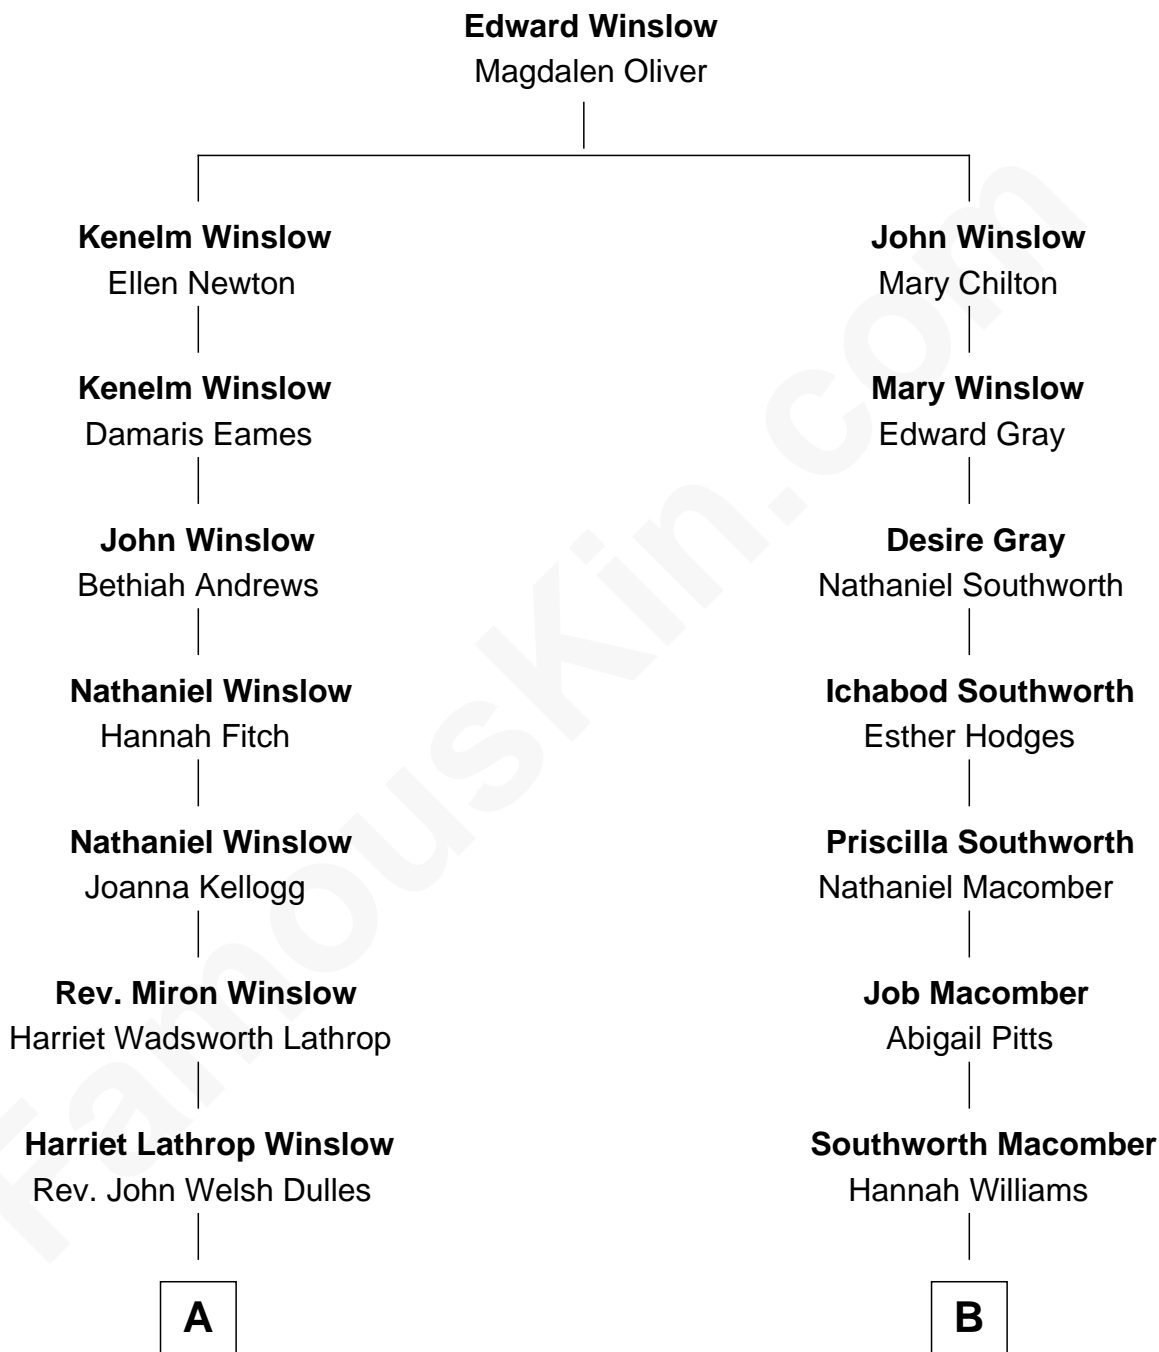 Edward Winslow
Magdalen Oliver
Kenelm Winslow
Ellen Newton
John Winslow
Mary Chilton
Kenelm Winslow
Damaris Eames
Mary Winslow
Edward Gray
John Winslow
Bethiah Andrews
Desire Gray
Nathaniel Southworth
Nathaniel Winslow
Hannah Fitch
Ichabod Southworth
Esther Hodges
Nathaniel Winslow
Joanna Kellogg
Priscilla Southworth
Nathaniel Macomber
Rev. Miron Winslow
Harriet Wadsworth Lathrop
Job Macomber
Abigail Pitts
Harriet Lathrop Winslow
Rev. John Welsh Dulles
Southworth Macomber
Hannah Williams
A
B
FamousKin.com